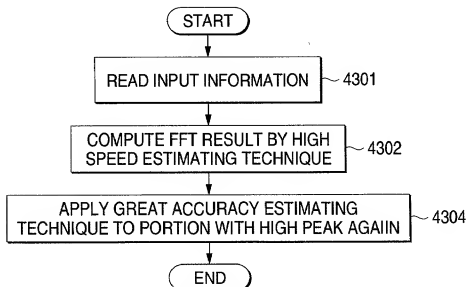 START
READ INPUT INFORMATION
4301
COMPUTE FFT RESULT BY HIGH
SPEED ESTIMATING TECHNIQUE
4302
APPLY GREAT ACCURACY ESTIMATING
TECHNIQUE TO PORTION WITH HIGH PEAK AGAIIN
4304
END